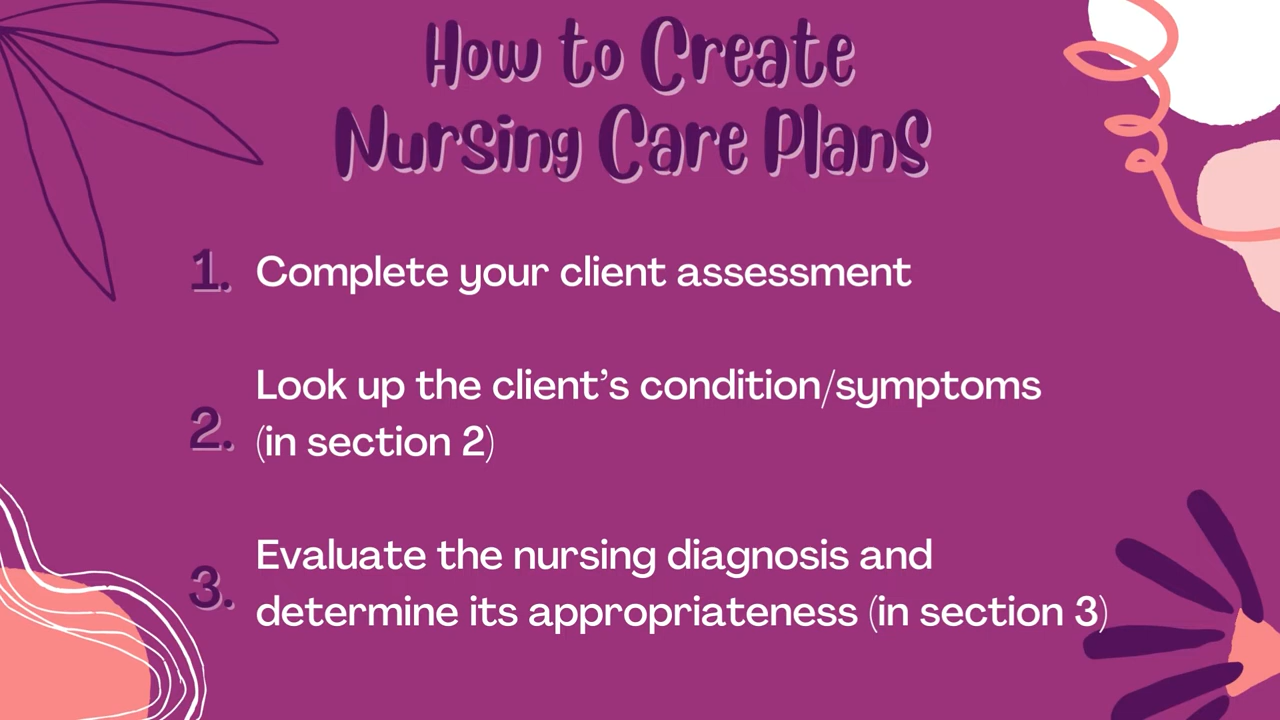 How to Create
Nursing Care Plans
1. Complete your client assessment
2. Look up the client’s condition/symptoms
(in section 2)
3. Evaluate the nursing diagnosis and
determine its appropriateness (in section 3)